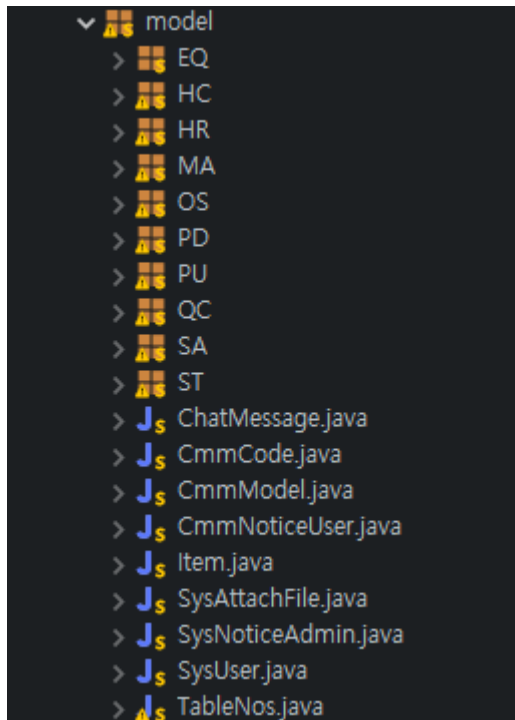 model
EQ
HC
HR
MA
OS
PD
PU
QC
SA
ST
ChatMessage.java
CmmCode.java
CmmModel.java
CmmNoticeUser.java
Item.java
SysAttachFile.java
SysNoticeAdmin.java
SysUser.java
TableNos.java